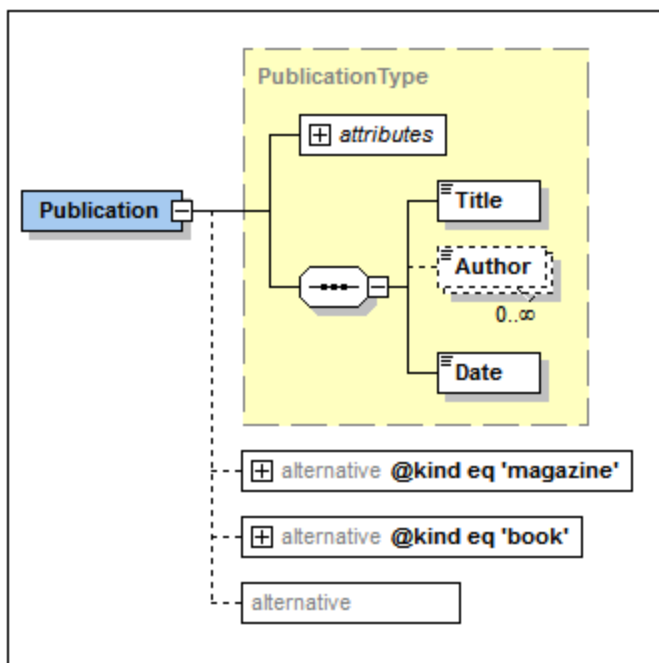 PublicationType
attributes
Publication
Title
Author
0..∞
Date
alternative @kind eq 'magazine'
alternative @kind eq 'book'
alternative